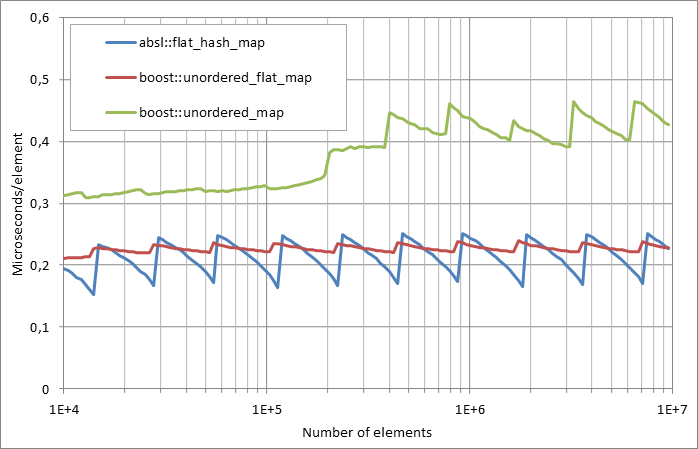 0,6
absl::flat_hash_map
0,5
boost::unordered_flat_map
boost::unordered_map
0,4
Microseconds/element
0,3
0,2
0,1
0
1E+4 1E+5 1E+6 1E+7
Number of elements